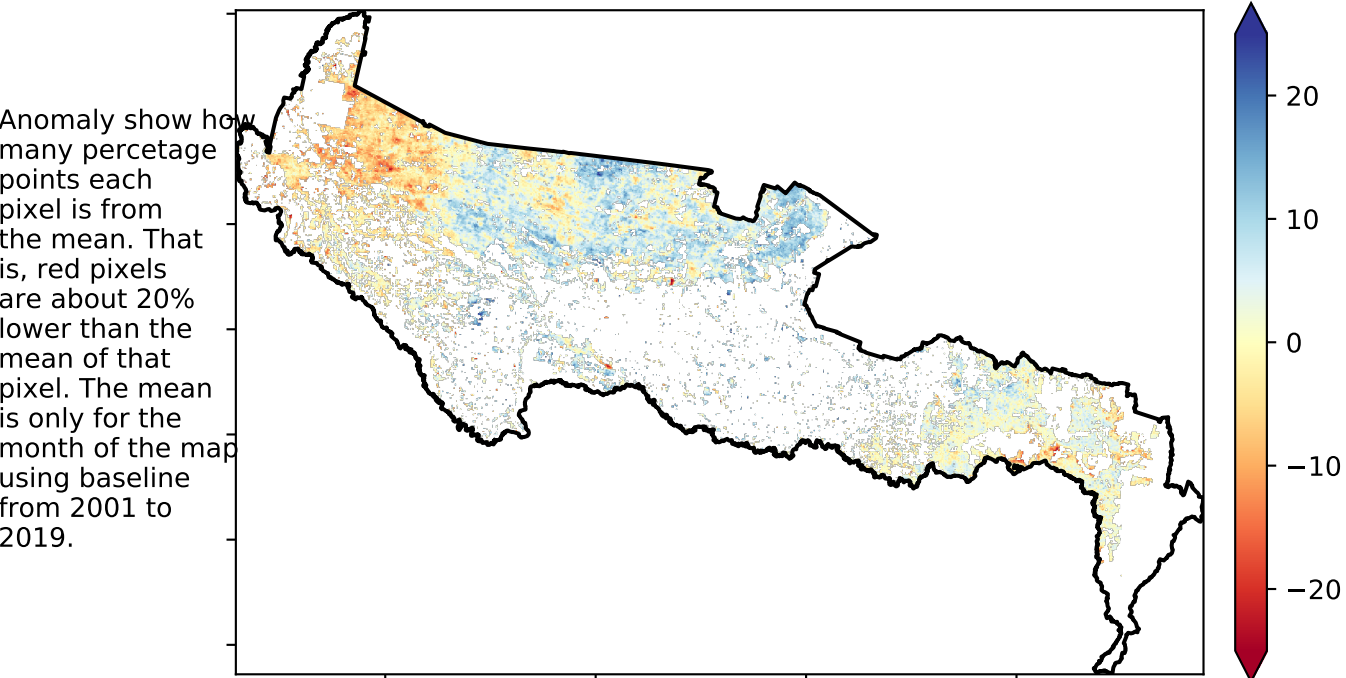 Anomaly show how
many percetage
points each
pixel is from
the mean. That
is, red pixels
are about 20%
lower than the
mean of that
pixel. The mean
is only for the
month of the map
using baseline
from 2001 to
2019.
20
10
0
−10
−20